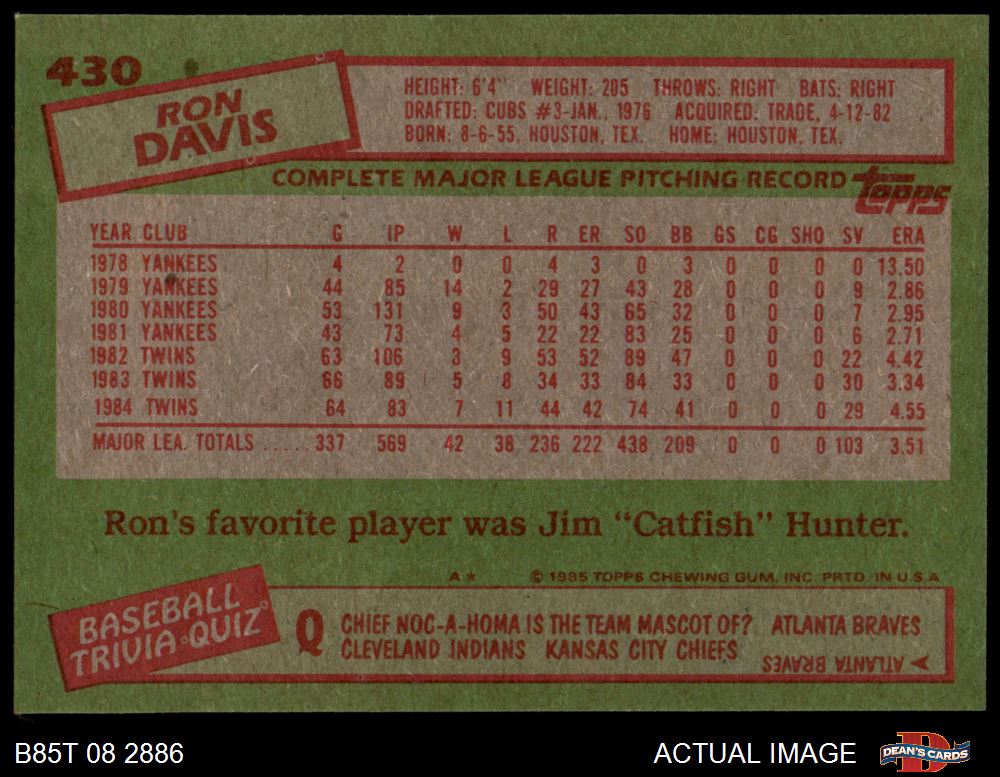 430
RON
DAVIS
HEIGHT: 6'4" WEIGHT: 205 THROWS: RIGHT BATS: RIGHT
DRAFTED: CUBS #3-JAN., 1976 ACQUIRED: TRADE, 4-12-82
BORN: 8-6-55, HOUSTON, TEX. HOME: HOUSTON, TEX.
COMPLETE MAJOR LEAGUE PITCHING RECORD topps
YEAR CLUB G IP W L R ER SO BB GS CG SHO SV ERA
1978 YANKEES 4 2 0 0 4 3 0 3 0 0 0 0 13.50
1979 YANKEES 44 85 14 2 29 27 43 28 0 0 0 9 2.86
1980 YANKEES 53 131 9 3 50 43 65 32 0 0 0 7 2.95
1981 YANKEES 43 73 4 5 22 22 83 25 0 0 0 6 2.71
1982 TWINS 63 106 3 9 53 52 89 47 0 0 0 22 4.42
1983 TWINS 66 89 5 8 34 33 84 33 0 0 0 30 3.34
1984 TWINS 64 83 7 11 44 42 74 41 0 0 0 29 4.55
MAJOR LEA. TOTALS ..... 337 569 42 38 236 222 438 209 0 0 0 103 3.51
Ron's favorite player was Jim "Catfish" Hunter.
A★ © 1985 TOPPS CHEWING GUM, INC. PRTD. IN U.S.A
BASEBALL
TRIVIA QUIZ
Q CHIEF NOC-A-HOMA IS THE TEAM MASCOT OF? ATLANTA BRAVES
CLEVELAND INDIANS KANSAS CITY CHIEFS
ATLANTA BRAVES
B85T 08 2886 ACTUAL IMAGE D DEAN'S CARDS